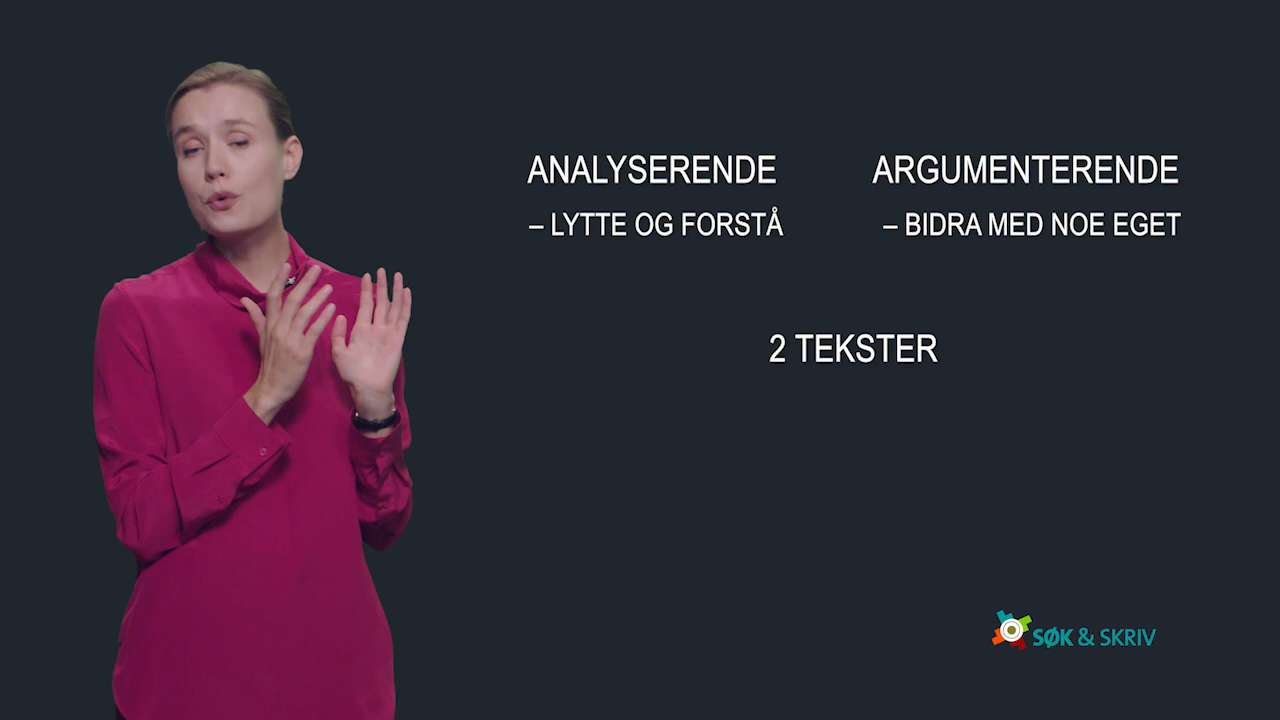 ANALYSERENDE
– LYTTE OG FORSTÅ
ARGUMENTERENDE
– BIDRA MED NOE EGET
2 TEKSTER
SØK & SKRIV